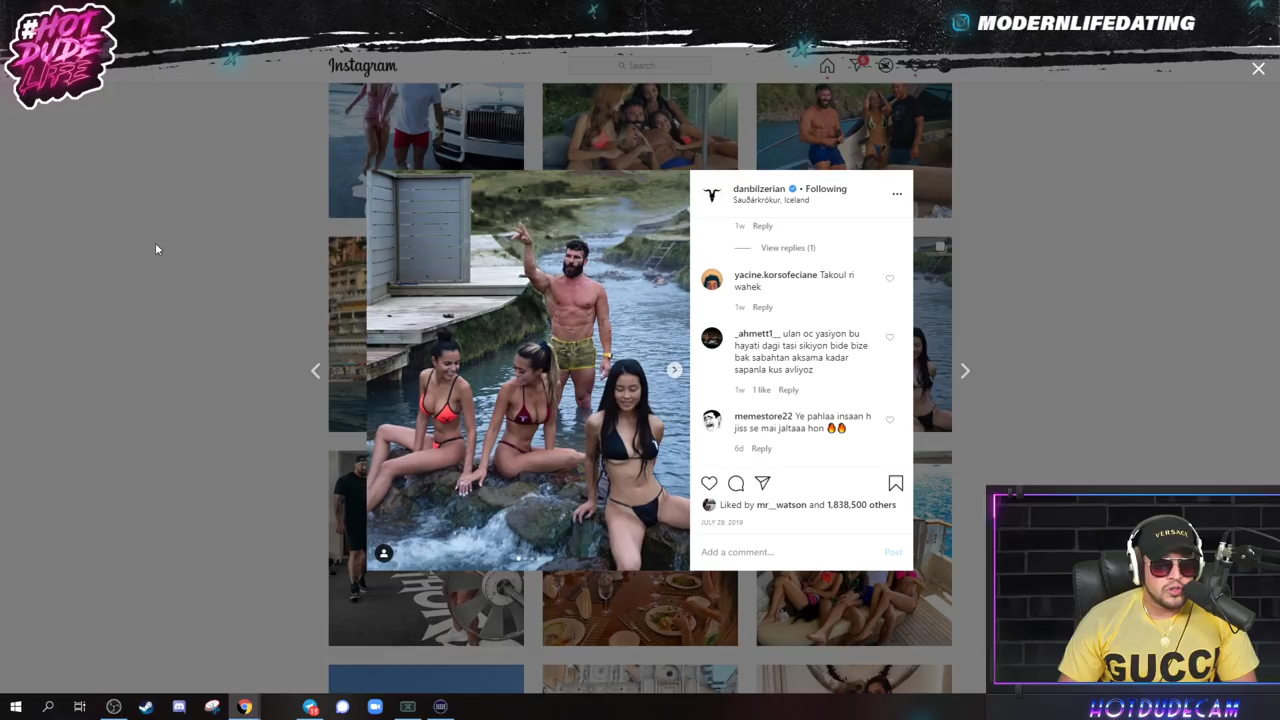 #HOT
DUDE
LIFE
MODERNLIFEDATING
Instagram
Search
danbilzerian • Following
Sauðárkrókur, Iceland
1w Reply
View replies (1)
yacine.korsofeciane Takoul ri
wahek
1w Reply
_ahmett1__ ulan oc yasiyon bu
hayati dagi tasi sikiyon bide bize
bak sabahtan aksama kadar
sapanla kus avliyoz
1w 1 like Reply
memestore22 Ye pahlaa insaan h
jiss se mai jaltaaa hon 🔥🔥
6d Reply
Liked by mr__watson and 1,838,500 others
JULY 29, 2019
Add a comment... Post
VERSACE
GUCCI
HOTDUDECAM